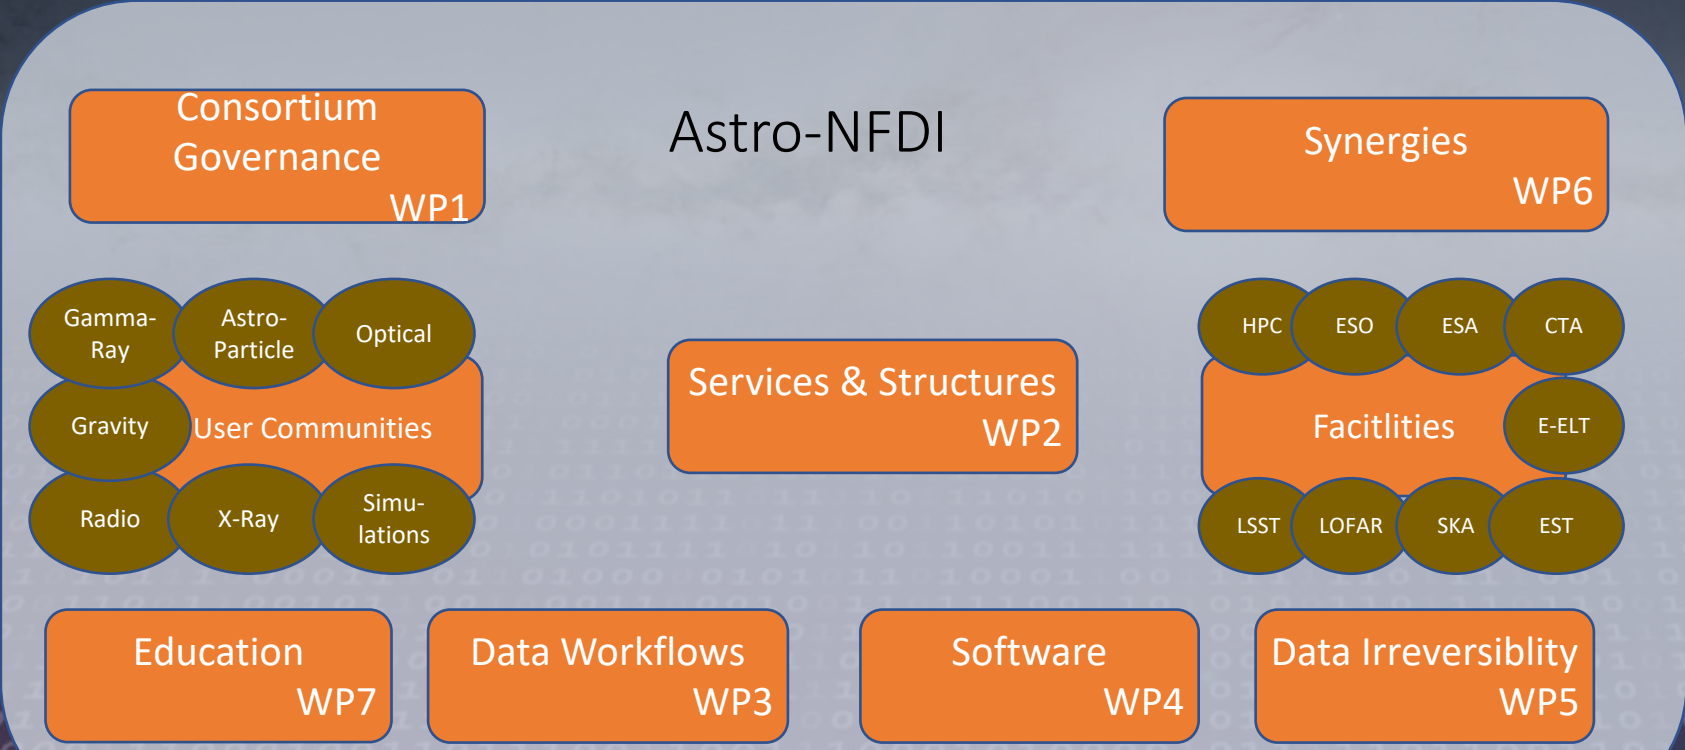 Consortium
Governance
WP1
Astro-NFDI
Synergies
WP6
Gamma-
Ray
Astro-
Particle
Optical
Gravity
User Communities
Radio
X-Ray
Simu-
lations
Services & Structures
WP2
HPC
ESO
ESA
CTA
Facitlities
E-ELT
LSST
LOFAR
SKA
EST
Education
WP7
Data Workflows
WP3
Software
WP4
Data Irreversiblity
WP5